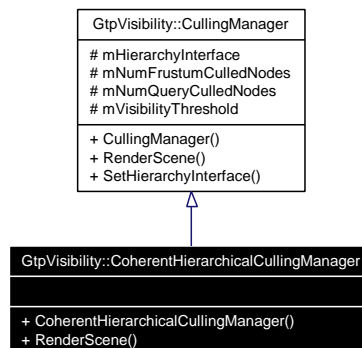 GtpVisibility::CullingManager
# mHierarchyInterface
# mNumFrustumCulledNodes
# mNumQueryCulledNodes
# mVisibilityThreshold
+ CullingManager()
+ RenderScene()
+ SetHierarchyInterface()
GtpVisibility::CoherentHierarchicalCullingManager
+ CoherentHierarchicalCullingManager()
+ RenderScene()